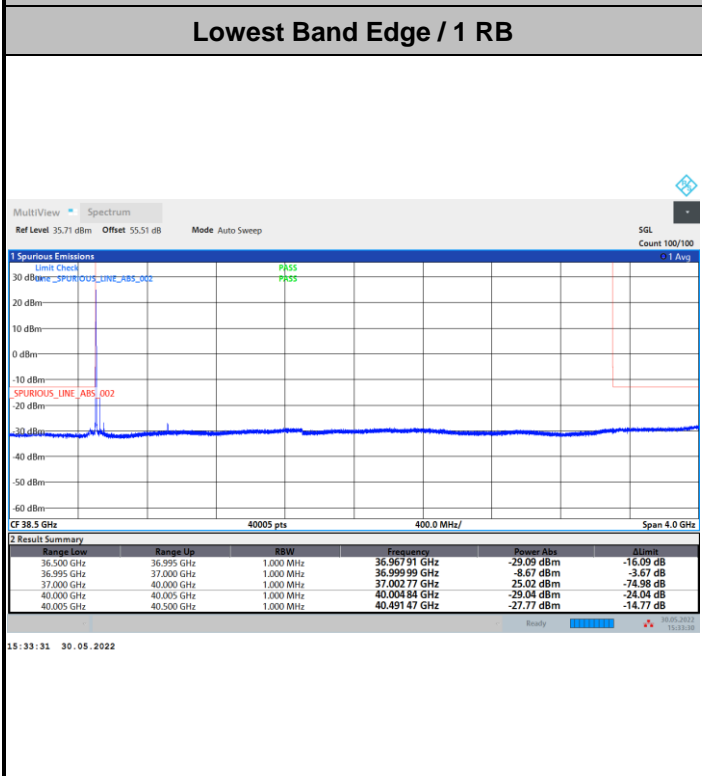 Lowest Band Edge / 1 RB
MultiView Spectrum
Ref Level 35.71 dBm Offset 55.51 dB Mode Auto Sweep SGL
Count 100/100
1 Spurious Emissions 1 Avg
Limit Check PASS
30 dBm Line _SPURIOUS_LINE_ABS_002 PASS
20 dBm
10 dBm
0 dBm
-10 dBm
_SPURIOUS_LINE_ABS_002
-20 dBm
-30 dBm
-40 dBm
-50 dBm
-60 dBm
CF 38.5 GHz 40005 pts 400.0 MHz/ Span 4.0 GHz
2 Result Summary
Range Low Range Up RBW Frequency Power Abs ΔLimit
36.500 GHz 36.995 GHz 1.000 MHz 36.967 91 GHz -29.09 dBm -16.09 dB
36.995 GHz 37.000 GHz 1.000 MHz 36.999 99 GHz -8.67 dBm -3.67 dB
37.000 GHz 40.000 GHz 1.000 MHz 37.002 77 GHz 25.02 dBm -74.98 dB
40.000 GHz 40.005 GHz 1.000 MHz 40.004 84 GHz -29.04 dBm -24.04 dB
40.005 GHz 40.500 GHz 1.000 MHz 40.491 47 GHz -27.77 dBm -14.77 dB
Ready 30.05.2022
15:33:30
15:33:31 30.05.2022